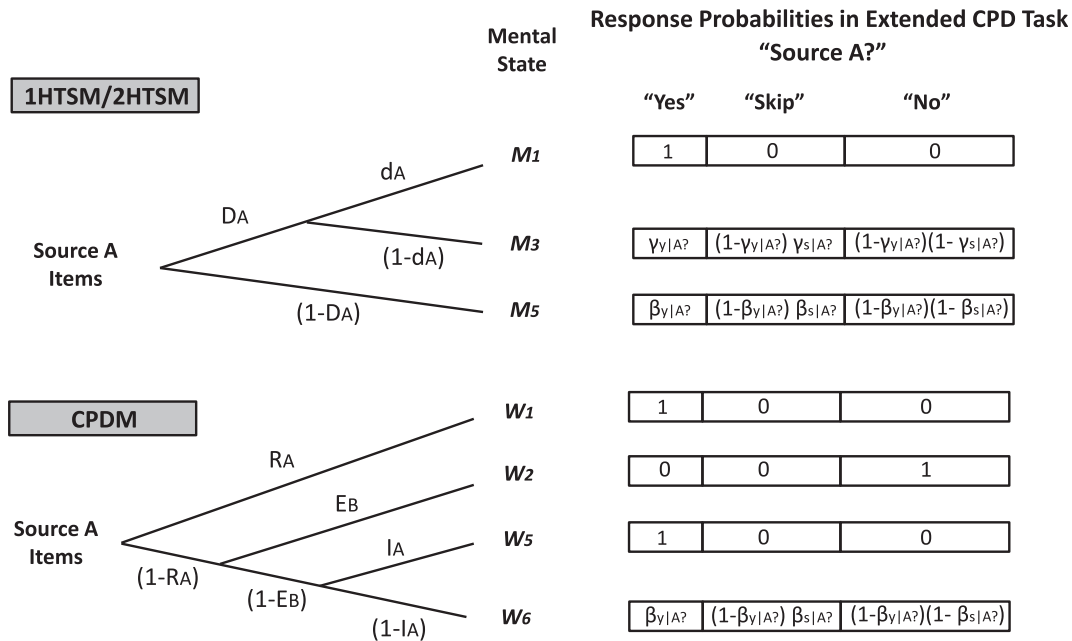 Response Probabilities in Extended CPD Task
"Source A?"
Mental
State
1HTSM/2HTSM
"Yes" "Skip" "No"
M1
1 0 0
dA
DA
Source A
Items
M3
(1-dA)
γy|A? (1-γy|A?) γs|A? (1-γy|A?)(1- γs|A?)
(1-DA)
M5
βy|A? (1-βy|A?) βs|A? (1-βy|A?)(1- βs|A?)
CPDM
W1
1 0 0
RA
W2
0 0 1
EB
Source A
Items
W5
1 0 0
IA
(1-RA)
(1-EB)
(1-IA)
W6
βy|A? (1-βy|A?) βs|A? (1-βy|A?)(1- βs|A?)